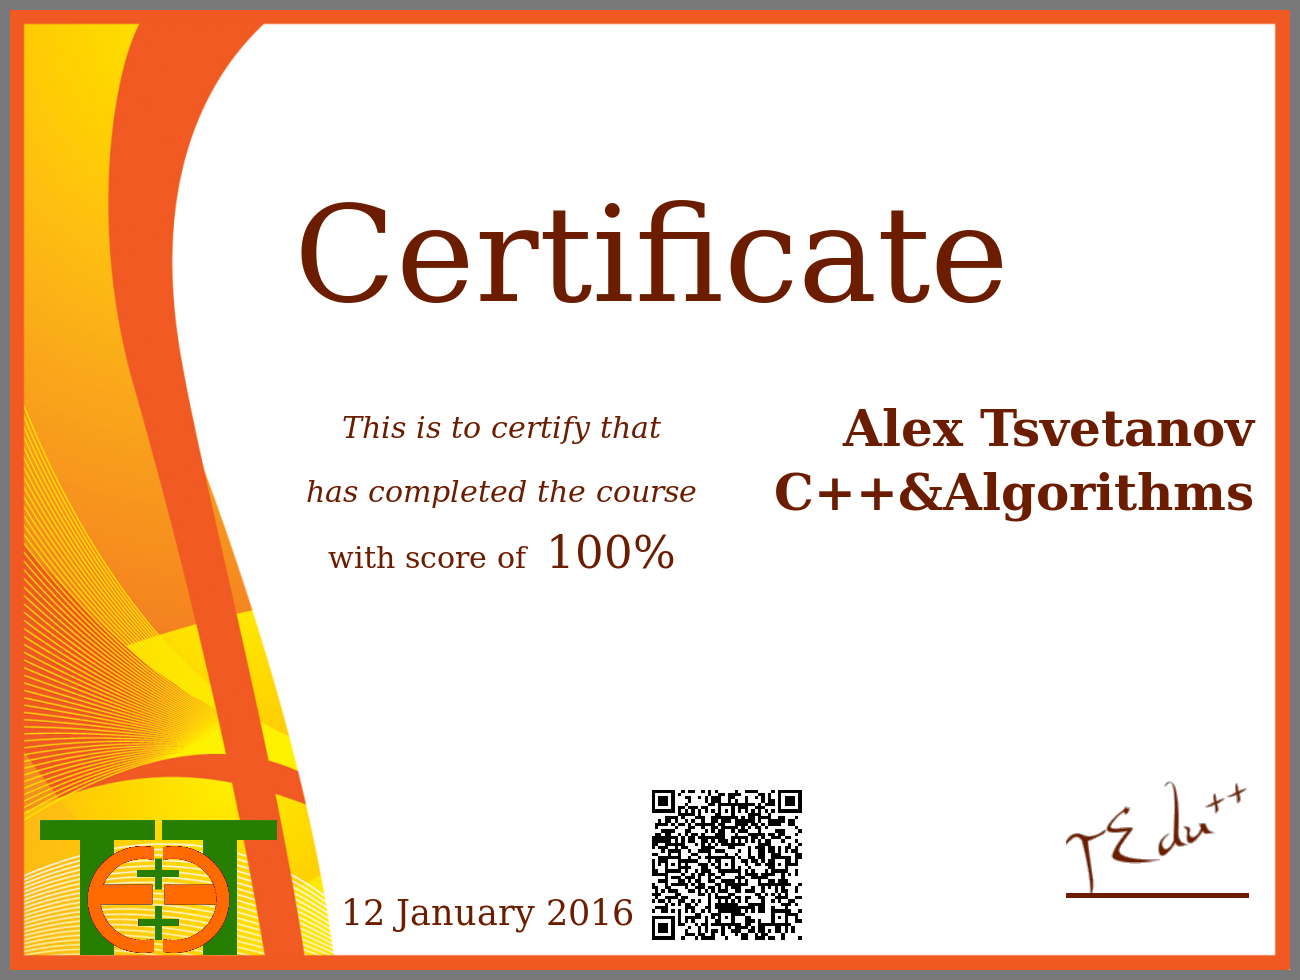 Certificate
This is to certify that Alex Tsvetanov
has completed the course C++&Algorithms
with score of 100%
12 January 2016
TEdu++